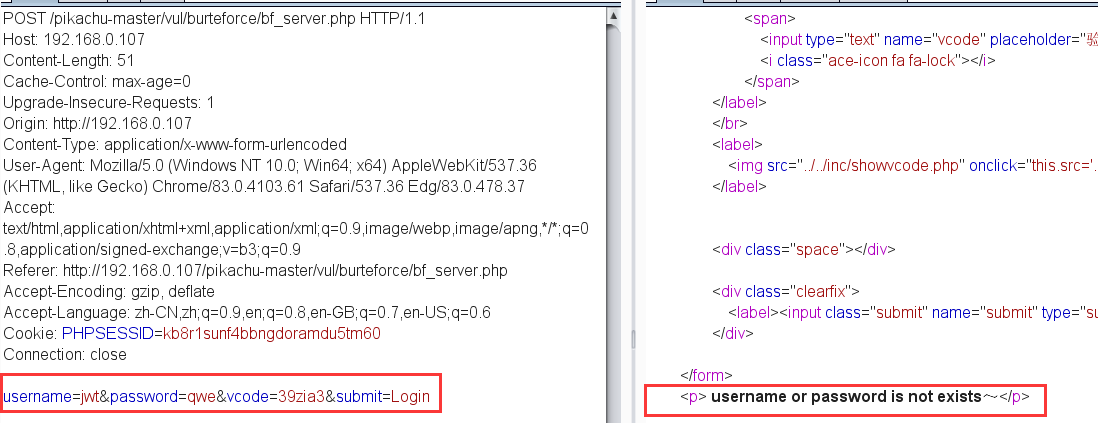 POST /pikachu-master/vul/burteforce/bf_server.php HTTP/1.1
Host: 192.168.0.107
Content-Length: 51
Cache-Control: max-age=0
Upgrade-Insecure-Requests: 1
Origin: http://192.168.0.107
Content-Type: application/x-www-form-urlencoded
User-Agent: Mozilla/5.0 (Windows NT 10.0; Win64; x64) AppleWebKit/537.36
(KHTML, like Gecko) Chrome/83.0.4103.61 Safari/537.36 Edg/83.0.478.37
Accept:
text/html,application/xhtml+xml,application/xml;q=0.9,image/webp,image/apng,*/*;q=0
.8,application/signed-exchange;v=b3;q=0.9
Referer: http://192.168.0.107/pikachu-master/vul/burteforce/bf_server.php
Accept-Encoding: gzip, deflate
Accept-Language: zh-CN,zh;q=0.9,en;q=0.8,en-GB;q=0.7,en-US;q=0.6
Cookie: PHPSESSID=kb8r1sunf4bbngdoramdu5tm60
Connection: close
username=jwt&password=qwe&vcode=39zia3&submit=Login
<span>
<input type="text" name="vcode" placeholder="验
<i class="ace-icon fa fa-lock"></i>
</span>
</label>
</br>
<label>
<img src="../../inc/showvcode.php" onclick="this.src='.
</label>
<div class="space"></div>
<div class="clearfix">
<label><input class="submit" name="submit" type="su
</div>
</form>
<p> username or password is not exists～</p>